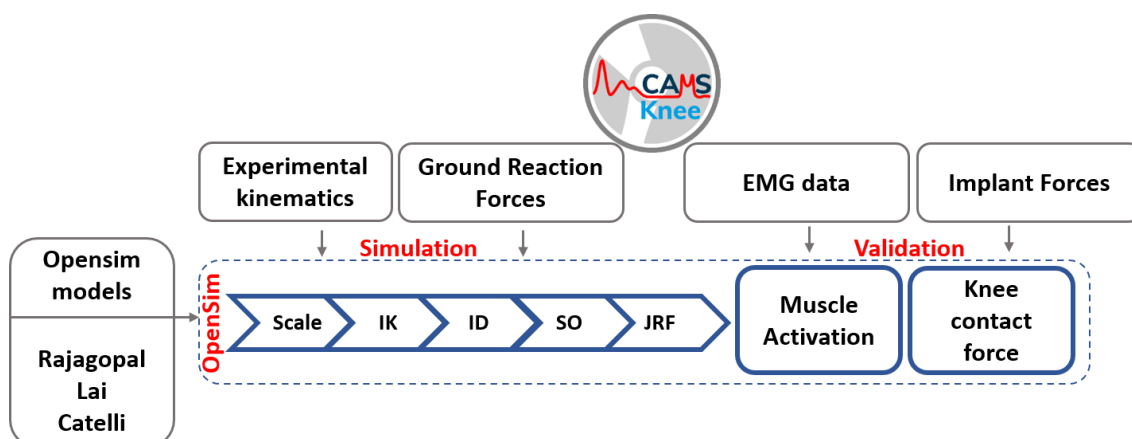 CAMS
Knee
Experimental
kinematics
Ground Reaction
Forces
EMG data
Implant Forces
Simulation
Validation
Opensim
models
Rajagopal
Lai
Catelli
OpenSim
Scale
IK
ID
SO
JRF
Muscle
Activation
Knee
contact
force